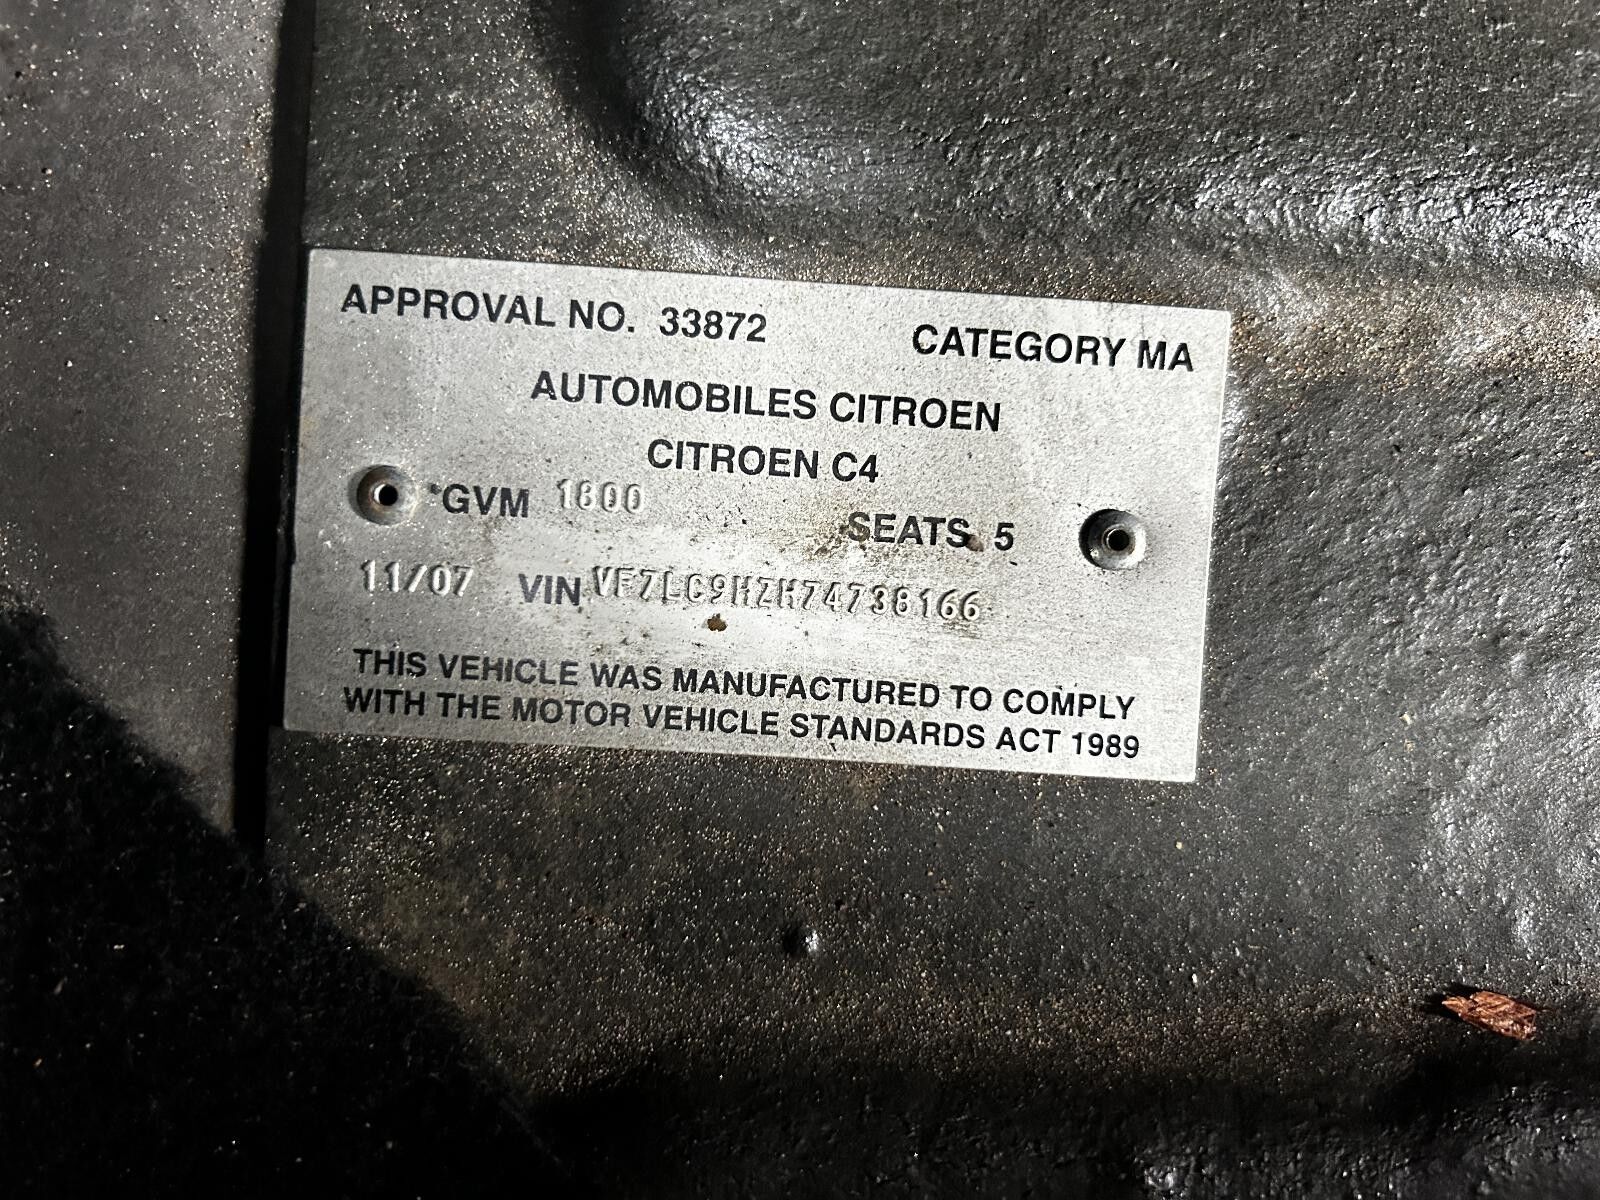 APPROVAL NO. 33872 CATEGORY MA
AUTOMOBILES CITROEN
CITROEN C4
GVM 1800 SEATS 5
11/07 VIN VF7LC9HZH74738166
THIS VEHICLE WAS MANUFACTURED TO COMPLY
WITH THE MOTOR VEHICLE STANDARDS ACT 1989